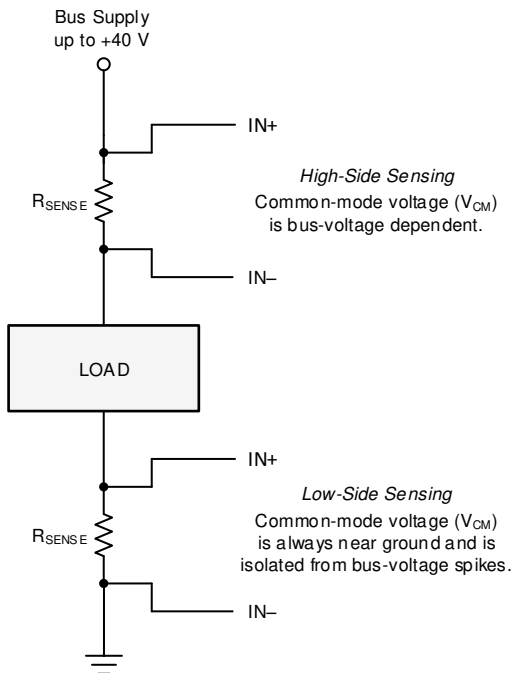 Bus Supply
up to +40 V
IN+
High-Side Sensing
RSENSE
Common-mode voltage (VCM)
is bus-voltage dependent.
IN–
LOAD
IN+
Low-Side Sensing
RSENSE
Common-mode voltage (VCM)
is always near ground and is
isolated from bus-voltage spikes.
IN–